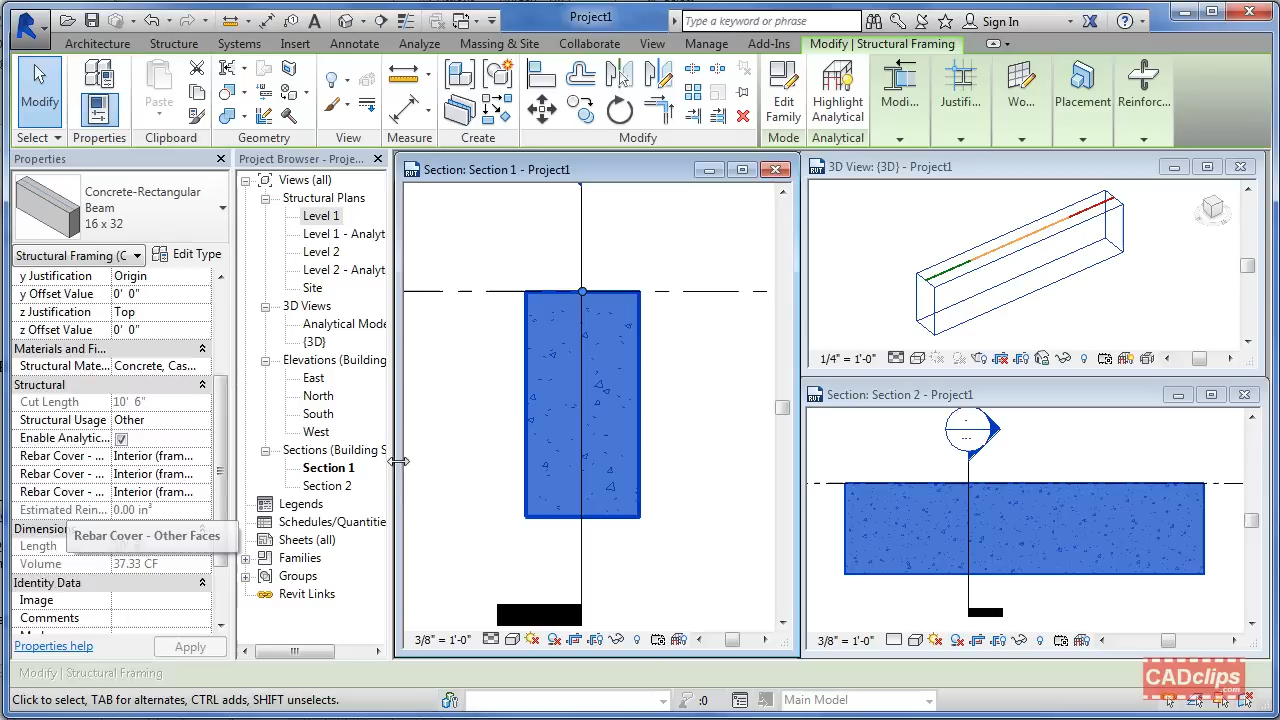 Project1
Type a keyword or phrase
Sign In
Architecture
Structure
Systems
Insert
Annotate
Analyze
Massing & Site
Collaborate
View
Manage
Add-Ins
Modify | Structural Framing
Modify
Paste
Edit
Family
Highlight
Analytical
Modi...
Justifi...
Wo...
Placement
Reinforc...
Select
Properties
Clipboard
Geometry
View
Measure
Create
Modify
Mode
Analytical
Properties
Concrete-Rectangular
Beam
16 x 32
Structural Framing (C
Edit Type
y Justification Origin
y Offset Value 0' 0"
z Justification Top
z Offset Value 0' 0"
Materials and Fi...
Structural Mate... Concrete, Cas...
Structural
Cut Length 10' 6"
Structural Usage Other
Enable Analytic...
Rebar Cover - ... Interior (fram...
Rebar Cover - ... Interior (fram...
Rebar Cover - ... Interior (fram...
Estimated Rein... 0.00 in³
Dimension
Rebar Cover - Other Faces
Length
Volume 37.33 CF
Identity Data
Image
Comments
Properties help
Apply
Project Browser - Proje...
Views (all)
Structural Plans
Level 1
Level 1 - Analyt
Level 2
Level 2 - Analyt
Site
3D Views
Analytical Mode
{3D}
Elevations (Building
East
North
South
West
Sections (Building S
Section 1
Section 2
Legends
Schedules/Quantitie
Sheets (all)
Families
Groups
Revit Links
RVT
Section: Section 1 - Project1
3/8" = 1'-0"
RVT
3D View: {3D} - Project1
1/4" = 1'-0"
RVT
Section: Section 2 - Project1
-
---
3/8" = 1'-0"
Modify | Structural Framing
Click to select, TAB for alternates, CTRL adds, SHIFT unselects.
:0
Main Model
CADclips
.com